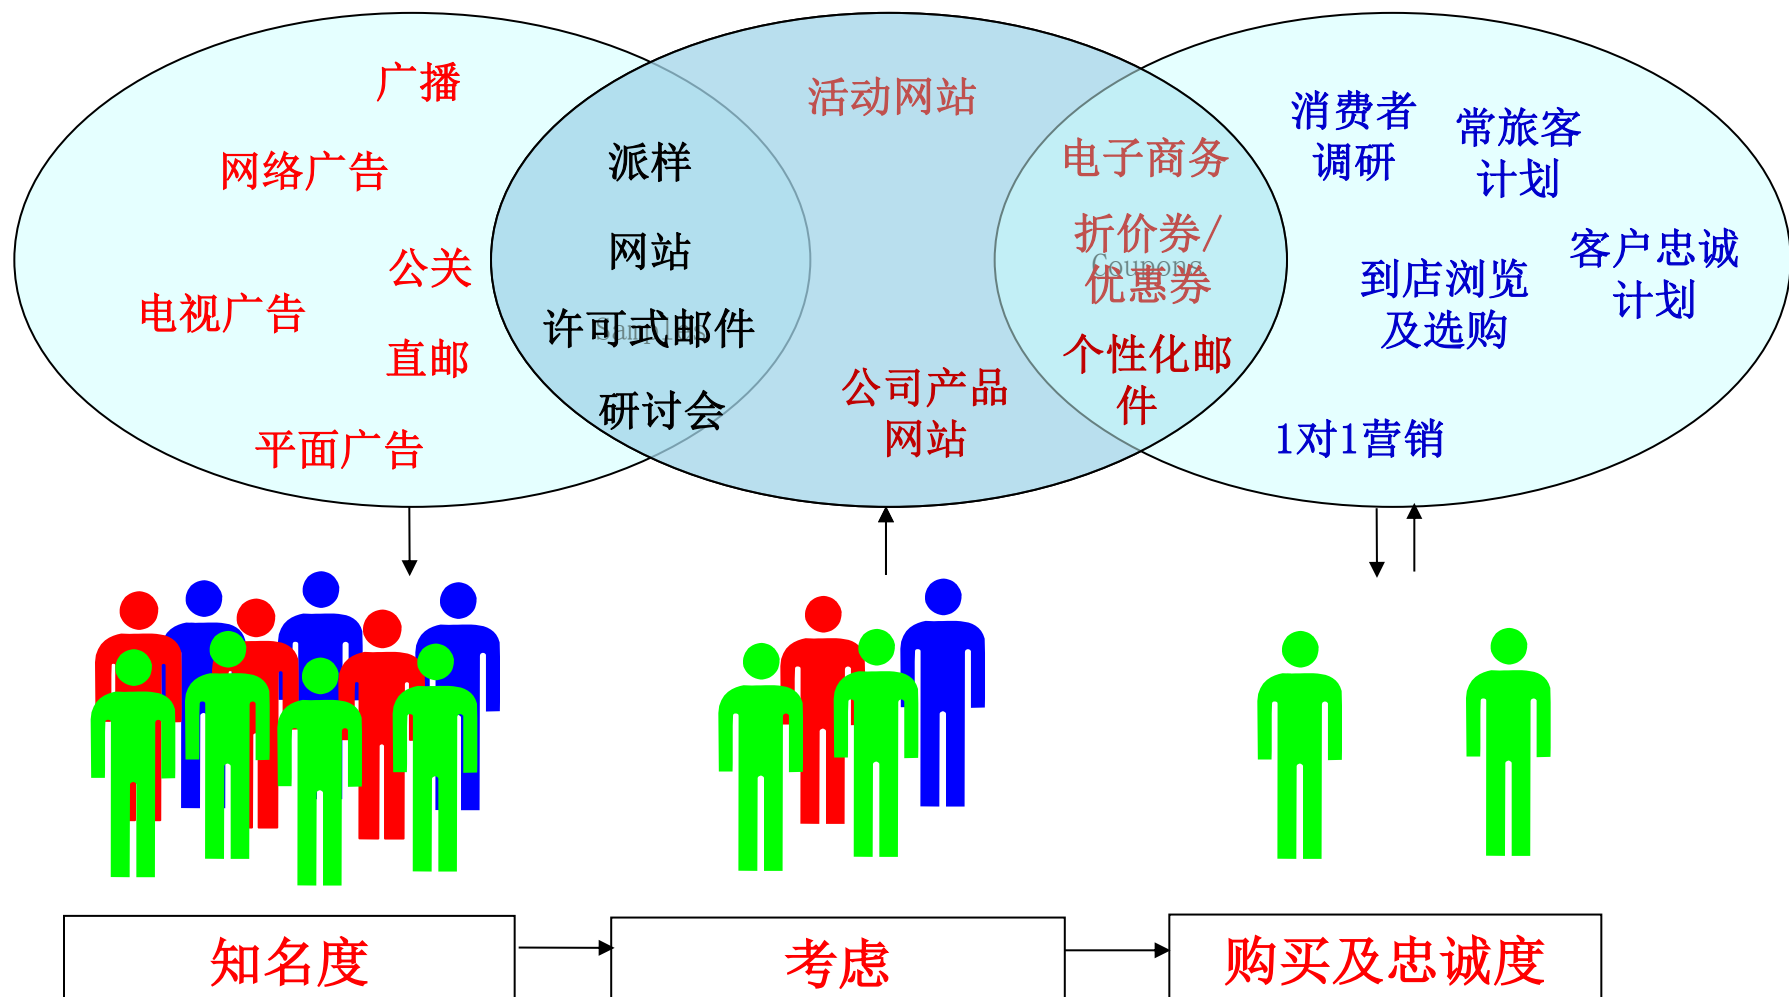 广播
网络广告
公关
电视广告
直邮
平面广告
派样
网站
许可式邮件
Samples
研讨会
活动网站
公司产品
网站
电子商务
折价券/
Coupons
优惠券
个性化邮
件
消费者
调研
常旅客
计划
到店浏览
及选购
客户忠诚
计划
1对1营销
知名度
考虑
购买及忠诚度